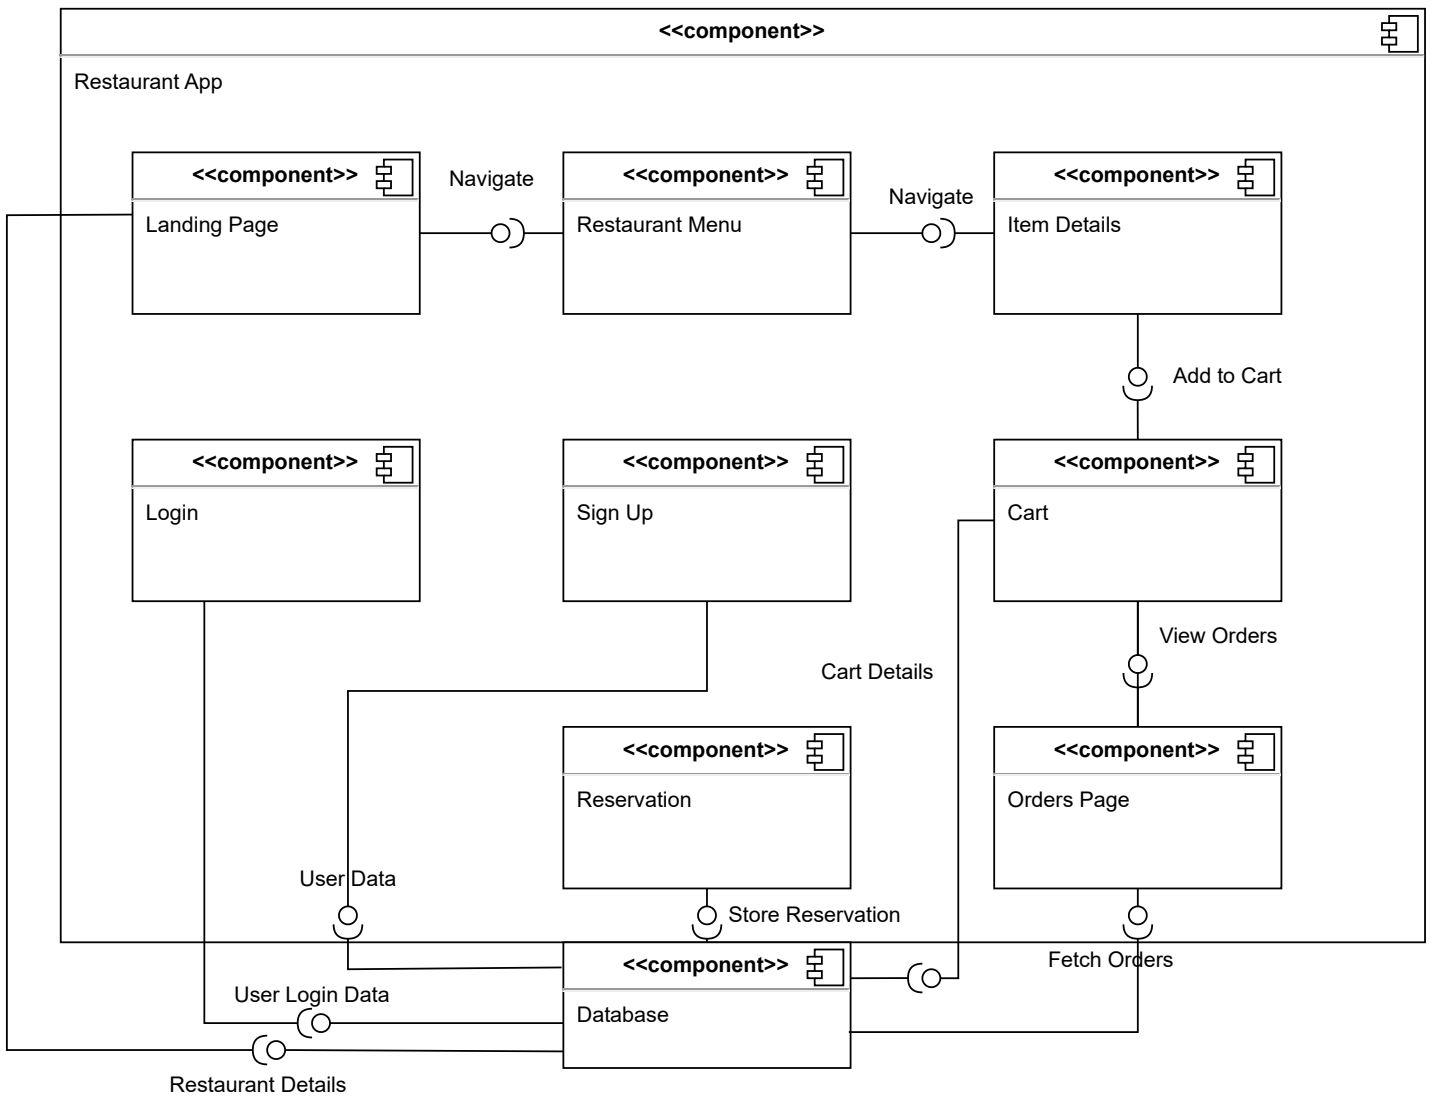 <<component>>
Restaurant App
<<component>>
Landing Page
Navigate
<<component>>
Restaurant Menu
Navigate
<<component>>
Item Details
Add to Cart
<<component>>
Login
<<component>>
Sign Up
<<component>>
Cart
View Orders
Cart Details
<<component>>
Reservation
<<component>>
Orders Page
User Data
Store Reservation
Fetch Orders
<<component>>
Database
User Login Data
Restaurant Details